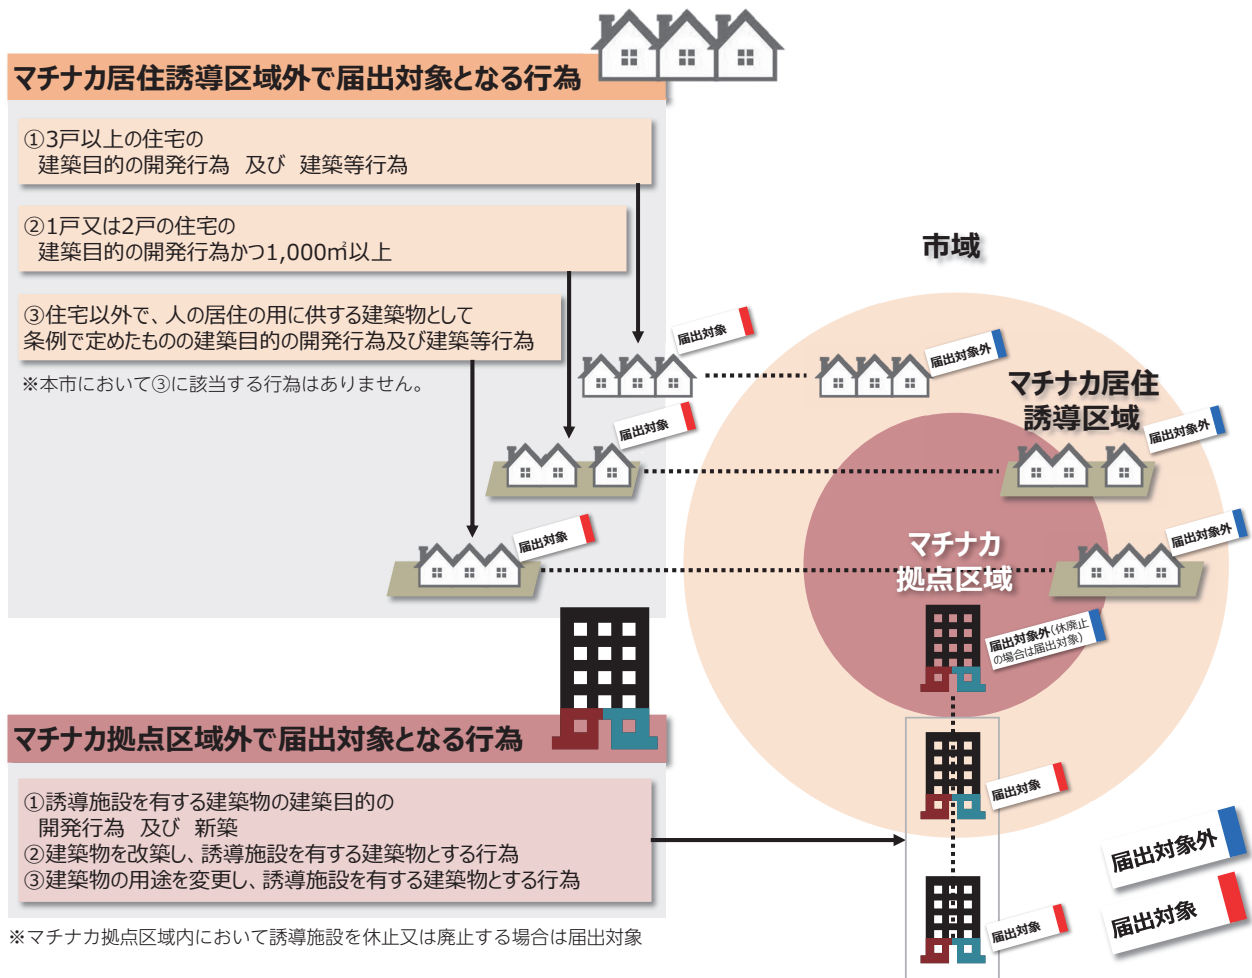 マチナカ居住誘導区域外で届出対象となる行為
①3戸以上の住宅の
建築目的の開発行為 及び 建築等行為
②1戸又は2戸の住宅の
建築目的の開発行為かつ1,000㎡以上
③住宅以外で、人の居住の用に供する建築物として
条例で定めたものの建築目的の開発行為及び建築等行為
※本市において③に該当する行為はありません。
届出対象
届出対象
届出対象
市域
届出対象外
マチナカ居住
誘導区域
届出対象外
届出対象外
マチナカ
拠点区域
届出対象外(休廃止
の場合は届出対象)
届出対象
届出対象
マチナカ拠点区域外で届出対象となる行為
①誘導施設を有する建築物の建築目的の
開発行為 及び 新築
②建築物を改築し、誘導施設を有する建築物とする行為
③建築物の用途を変更し、誘導施設を有する建築物とする行為
※マチナカ拠点区域内において誘導施設を休止又は廃止する場合は届出対象
届出対象外
届出対象